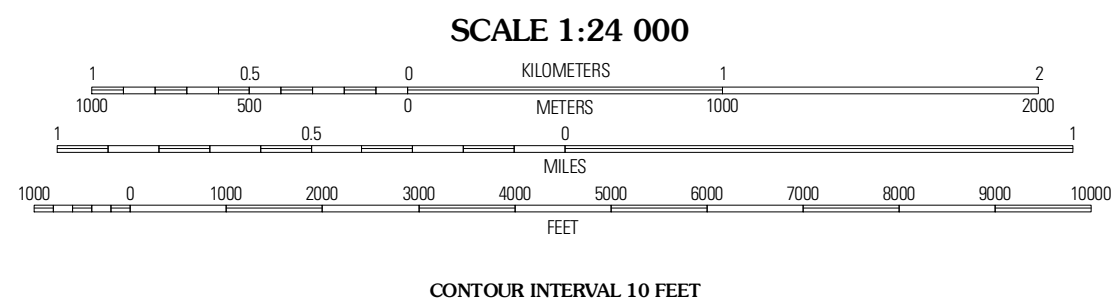 SCALE 1:24 000
1 0.5 0 KILOMETERS 1 2
1000 500 0 METERS 1000 2000
1 0.5 0 1
MILES
1000 0 1000 2000 3000 4000 5000 6000 7000 8000 9000 10000
FEET
CONTOUR INTERVAL 10 FEET